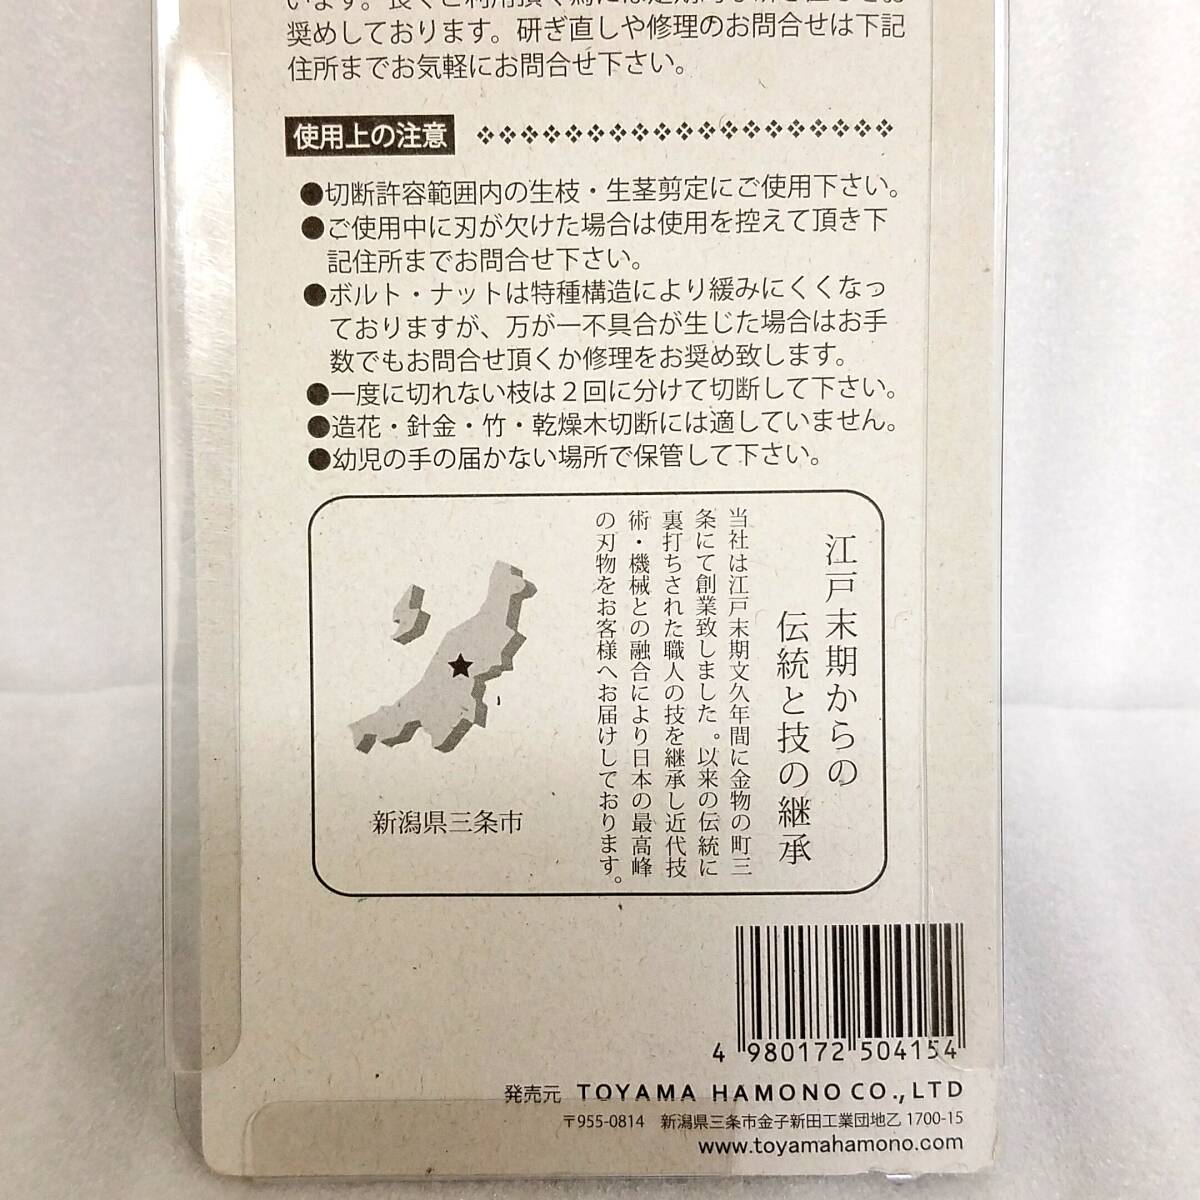 奨めしております。研ぎ直しや修理のお問合せは下記
住所までお気軽にお問合せ下さい。
使用上の注意
●切断許容範囲内の生枝・生茎剪定にご使用下さい。
●ご使用中に刃が欠けた場合は使用を控えて頂き下
記住所までお問合せ下さい。
●ボルト・ナットは特種構造により緩みにくくなっ
ておりますが、万が一不具合が生じた場合はお手
数でもお問合せ頂くか修理をお奨め致します。
●一度に切れない枝は2回に分けて切断して下さい。
●造花・針金・竹・乾燥木切断には適していません。
●幼児の手の届かない場所で保管して下さい。
江戸末期からの
伝統と技の継承
当社は江戸末期文久年間に金物の町三
条にて創業致しました。以来の伝統に
裏打ちされた職人の技を継承し近代技
術・機械との融合により日本の最高峰
の刃物をお客様へお届けしております。
新潟県三条市
4 980172 504154
発売元 TOYAMA HAMONO CO.,LTD
〒955-0814 新潟県三条市金子新田工業団地乙 1700-15
www.toyamahamono.com